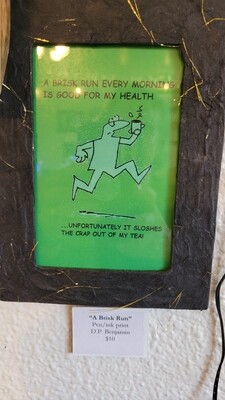 A BRISK RUN EVERY MORNING
IS GOOD FOR MY HEALTH
...UNFORTUNATELY IT SLOSHES
THE CRAP OUT OF MY TEA!
"A Brisk Run"
Pen/ink print
D.P. Benjamin
$10